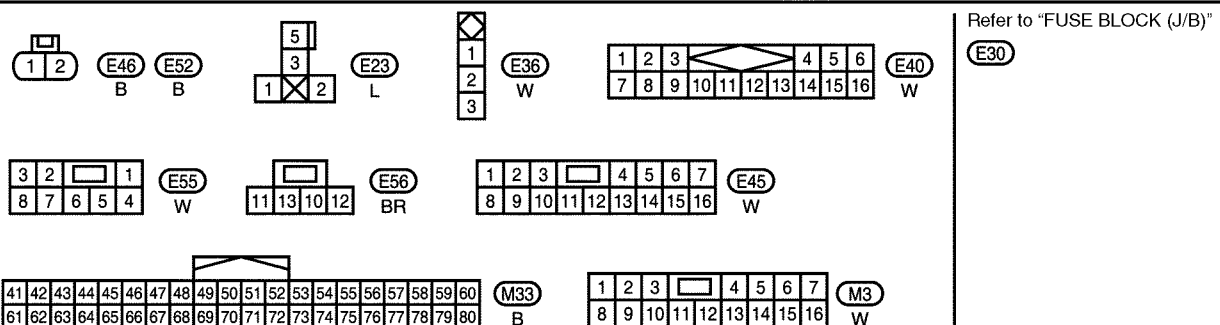 1 2 E46 B E52 B
5
3
1 2
E23 L
1
2
3
E36 W
1 2 3 4 5 6
7 8 9 10 11 12 13 14 15 16
E40 W
Refer to “FUSE BLOCK (J/B)”
E30
3 2 1
8 7 6 5 4
E55 W
11 13 10 12
E56 BR
1 2 3 4 5 6 7
8 9 10 11 12 13 14 15 16
E45 W
41 42 43 44 45 46 47 48 49 50 51 52 53 54 55 56 57 58 59 60
61 62 63 64 65 66 67 68 69 70 71 72 73 74 75 76 77 78 79 80
M33 B
1 2 3 4 5 6 7
8 9 10 11 12 13 14 15 16
M3 W